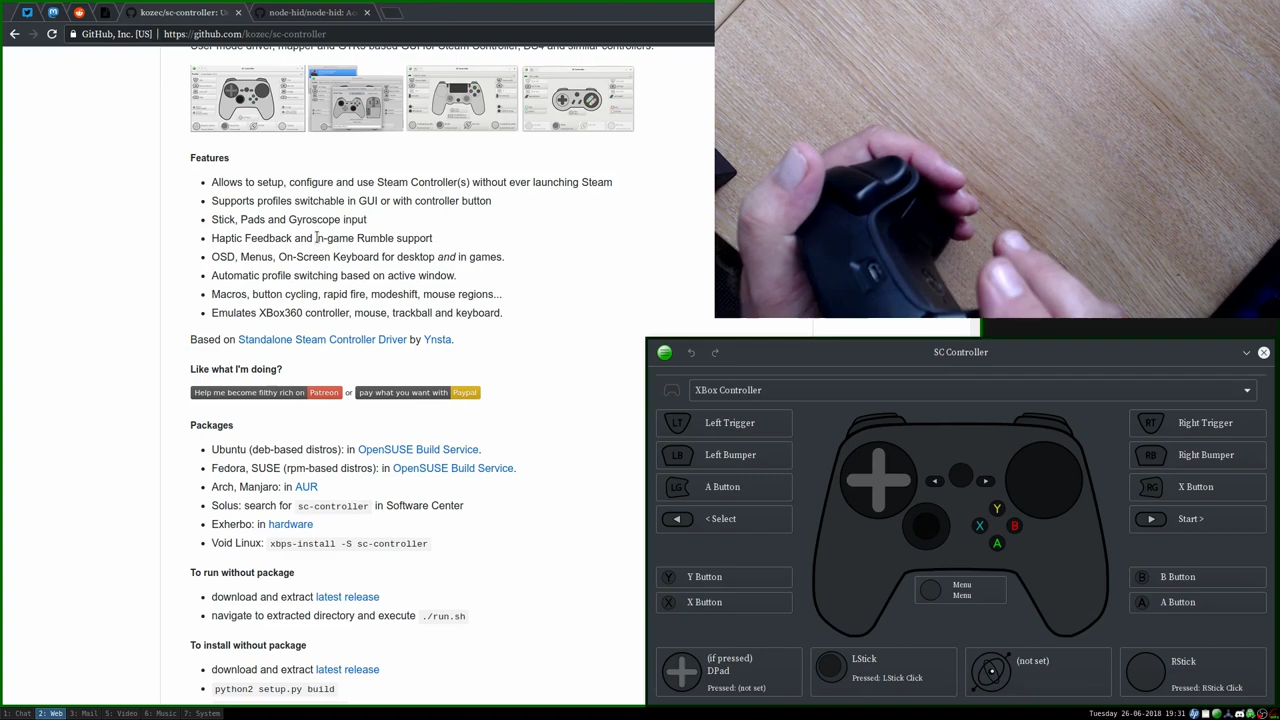 kozec/sc-controller: U
node-hid/node-hid: A
GitHub, Inc. [US]
https://github.com/kozec/sc-controller
User-mode driver, mapper and GTK3 based GUI for Steam Controller, DS4 and similar controllers.
Features
Allows to setup, configure and use Steam Controller(s) without ever launching Steam
Supports profiles switchable in GUI or with controller button
Stick, Pads and Gyroscope input
Haptic Feedback and in-game Rumble support
OSD, Menus, On-Screen Keyboard for desktop and in games.
Automatic profile switching based on active window.
Macros, button cycling, rapid fire, modeshift, mouse regions...
Emulates XBox360 controller, mouse, trackball and keyboard.
Based on Standalone Steam Controller Driver by Ynsta.
Like what I'm doing?
Help me become filthy rich on Patreon or pay what you want with Paypal
Packages
Ubuntu (deb-based distros): in OpenSUSE Build Service.
Fedora, SUSE (rpm-based distros): in OpenSUSE Build Service.
Arch, Manjaro: in AUR
Solus: search for sc-controller in Software Center
Exherbo: in hardware
Void Linux: xbps-install -S sc-controller
To run without package
download and extract latest release
navigate to extracted directory and execute ./run.sh
To install without package
download and extract latest release
python2 setup.py build
SC Controller
XBox Controller
LT Left Trigger
RT Right Trigger
LB Left Bumper
RB Right Bumper
LG A Button
RG X Button
< Select
Start >
Y
X
B
A
Y Y Button
B B Button
X X Button
A A Button
Menu
Menu
(if pressed)
DPad
Pressed: (not set)
LStick
Pressed: LStick Click
(not set)
RStick
Pressed: RStick Click
1: Chat
2: Web
3: Mail
5: Video
6: Music
7: System
Tuesday 26-06-2018 19:31